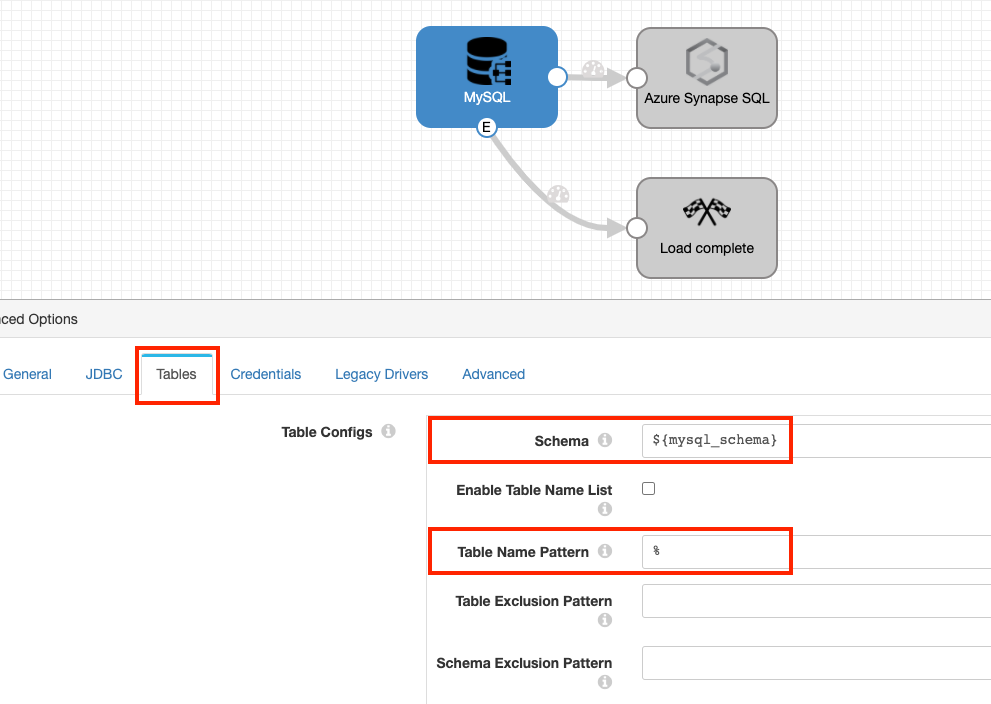 MySQL
E
Azure Synapse SQL
Load complete
ced Options
General JDBC Tables Credentials Legacy Drivers Advanced
Table Configs
Schema ${mysql_schema}
Enable Table Name List
Table Name Pattern %
Table Exclusion Pattern
Schema Exclusion Pattern